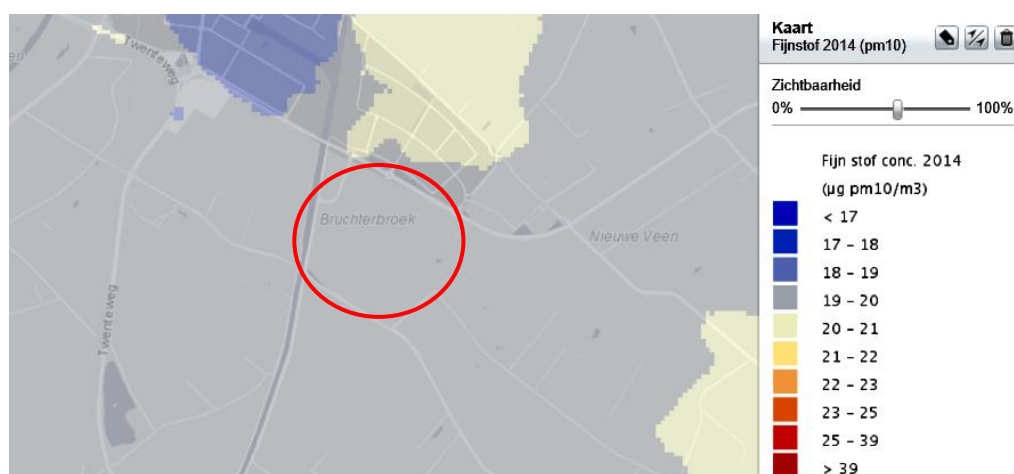 Twenteweg
Bruchterbroek
Nieuwe Veen
Twenteweg
Kaart
Fijnstof 2014 (pm10)
Zichtbaarheid
0% 100%
Fijn stof conc. 2014
(µg pm10/m3)
< 17
17 - 18
18 - 19
19 - 20
20 - 21
21 - 22
22 - 23
23 - 25
25 - 39
> 39